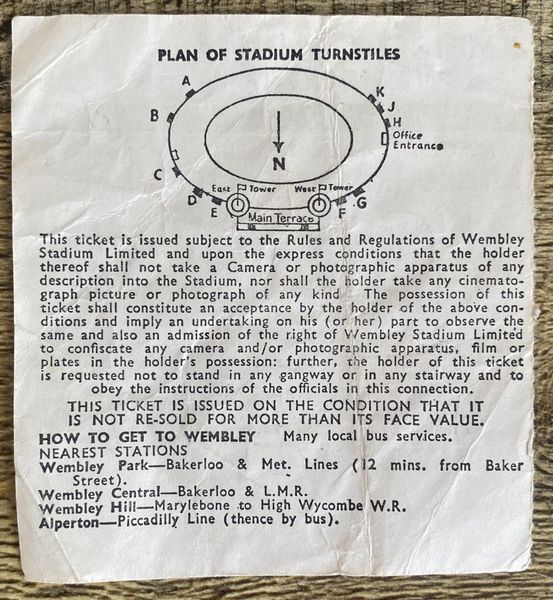 PLAN OF STADIUM TURNSTILES
A
K
J
B
H
Office
Entrance
N
C
East Tower
West Tower
D
G
E
F
Main Terrace
This ticket is issued subject to the Rules and Regulations of Wembley
Stadium Limited and upon the express conditions that the holder
thereof shall not take a Camera or photographic apparatus of any
description into the Stadium, nor shall the holder take any cinemato-
graph picture or photograph of any kind. The possession of this
ticket shall constitute an acceptance by the holder of the above con-
ditions and imply an undertaking on his (or her) part to observe the
same and also an admission of the right of Wembley Stadium Limited
to confiscate any camera and/or photographic apparatus, film or
plates in the holder's possession: further, the holder of this ticket
is requested not to stand in any gangway or in any stairway and to
obey the instructions of the officials in this connection.
THIS TICKET IS ISSUED ON THE CONDITION THAT IT
IS NOT RE-SOLD FOR MORE THAN ITS FACE VALUE.
HOW TO GET TO WEMBLEY Many local bus services.
NEAREST STATIONS
Wembley Park—Bakerloo & Met. Lines (12 mins. from Baker
Street).
Wembley Central—Bakerloo & L.M.R.
Wembley Hill—Marylebone to High Wycombe W.R.
Alperton—Piccadilly Line (thence by bus).